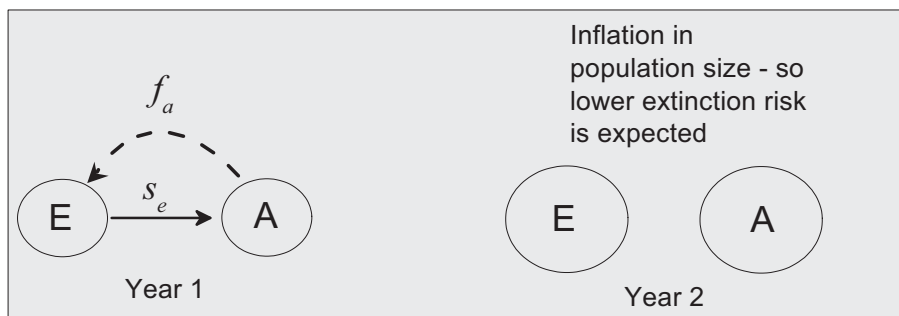 f_a
s_e
E
A
Year 1
Inflation in
population size - so
lower extinction risk
is expected
E
A
Year 2